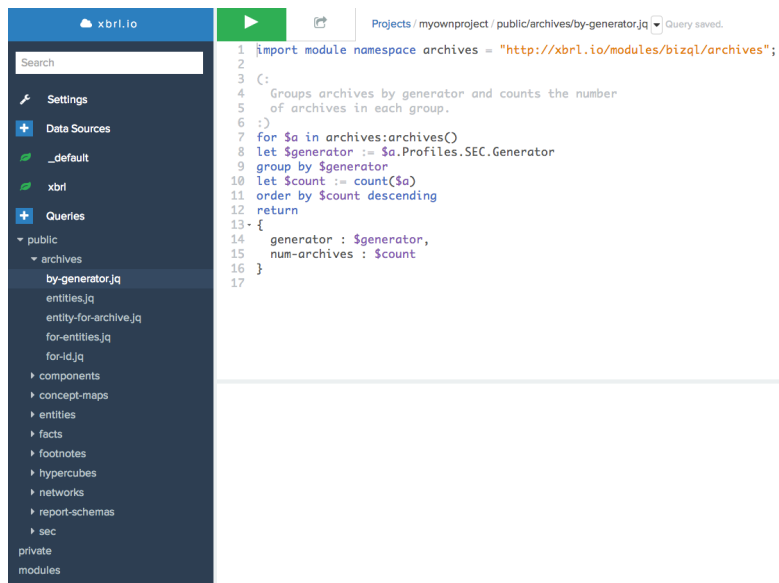 xbrl.io
Search
Settings
Data Sources
_default
xbrl
Queries
public
archives
by-generator.jq
entities.jq
entity-for-archive.jq
for-entities.jq
for-id.jq
components
concept-maps
entities
facts
footnotes
hypercubes
networks
report-schemas
sec
private
modules
Projects / myownproject / public/archives/by-generator.jq Query saved.
1 import module namespace archives = "http://xbrl.io/modules/bizql/archives";
2
3 (:
4   Groups archives by generator and counts the number
5   of archives in each group.
6 :)
7 for $a in archives:archives()
8 let $generator := $a.Profiles.SEC.Generator
9 group by $generator
10 let $count := count($a)
11 order by $count descending
12 return
13 {
14   generator : $generator,
15   num-archives : $count
16 }
17